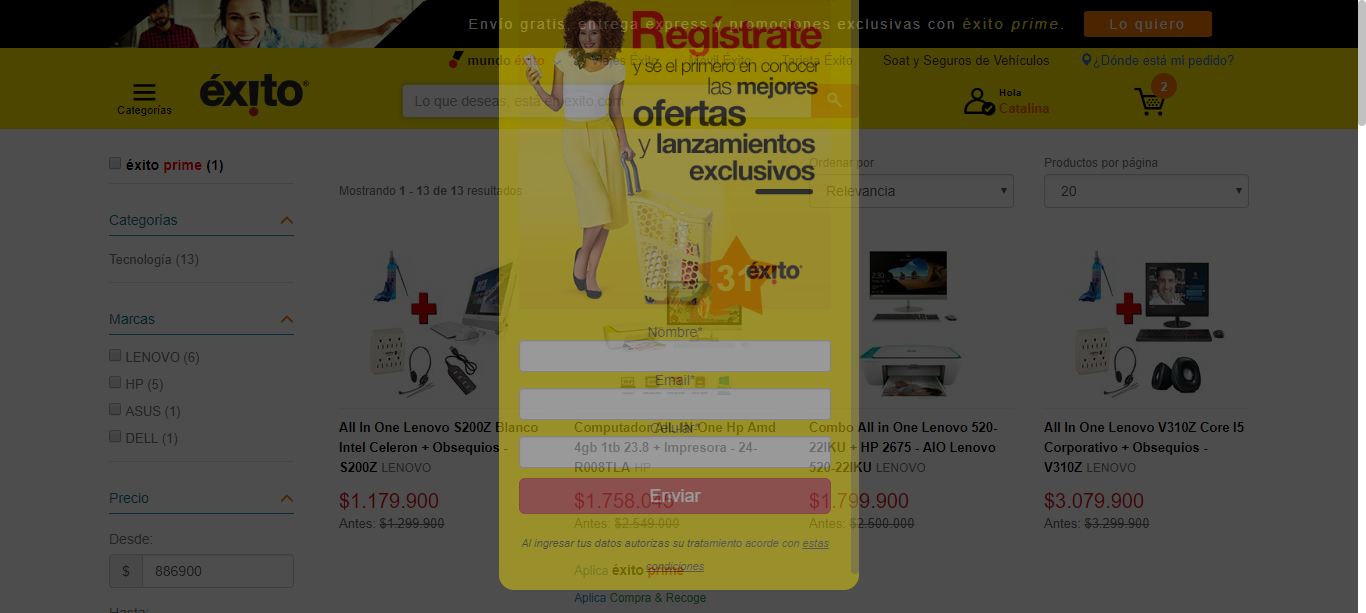 Envío gratis, entrega express y promociones exclusivas con éxito prime.
Lo quiero
mundo éxito
Viajes Éxito
Móvil Éxito
Tarjeta Éxito
Soat y Seguros de Vehículos
¿Dónde está mi pedido?
Categorías
éxito
Lo que deseas, está en exito.com
Hola
Catalina
2
Regístrate
y sé el primero en conocer
las mejores
ofertas
y lanzamientos
exclusivos
31
éxito
Nombre*
Email*
Celular*
Enviar
Al ingresar tus datos autorizas su tratamiento acorde con estas
condiciones
éxito prime (1)
Categorías
Tecnología (13)
Marcas
LENOVO (6)
HP (5)
ASUS (1)
DELL (1)
Precio
Desde:
$ 886900
Hasta:
Mostrando 1 - 13 de 13 resultados
Ordenar por
Relevancia
Productos por página
20
All In One Lenovo S200Z Blanco
Intel Celeron + Obsequios -
S200Z LENOVO
$1.179.900
Antes: $1.299.900
Computador ALL-IN-One Hp Amd
4gb 1tb 23.8 + Impresora - 24-
R008TLA HP
$1.758.045
Antes: $2.549.000
Aplica éxito prime
Aplica Compra & Recoge
Combo All in One Lenovo 520-
22IKU + HP 2675 - AIO Lenovo
520-22IKU LENOVO
$1.799.900
Antes: $2.500.000
All In One Lenovo V310Z Core I5
Corporativo + Obsequios -
V310Z LENOVO
$3.079.900
Antes: $3.299.900